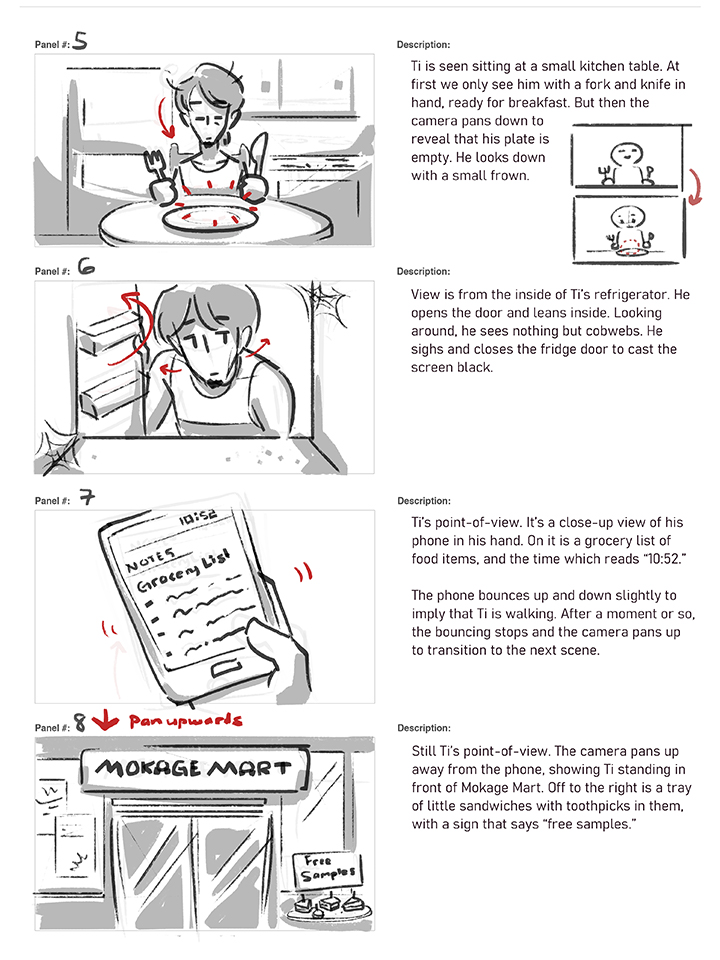 Panel #: 5
Description:
Ti is seen sitting at a small kitchen table. At
first we only see him with a fork and knife in
hand, ready for breakfast. But then the
camera pans down to
reveal that his plate is
empty. He looks down
with a small frown.
Panel #: 6
Description:
View is from the inside of Ti's refrigerator. He
opens the door and leans inside. Looking
around, he sees nothing but cobwebs. He
sighs and closes the fridge door to cast the
screen black.
Panel #: 7
Description:
10:52
NOTES
Grocery List
Ti's point-of-view. It's a close-up view of his
phone in his hand. On it is a grocery list of
food items, and the time which reads "10:52."
The phone bounces up and down slightly to
imply that Ti is walking. After a moment or so,
the bouncing stops and the camera pans up
to transition to the next scene.
Panel #: 8
Pan upwards
Description:
MOKAGE MART
Free
Samples
Still Ti's point-of-view. The camera pans up
away from the phone, showing Ti standing in
front of Mokage Mart. Off to the right is a tray
of little sandwiches with toothpicks in them,
with a sign that says "free samples."